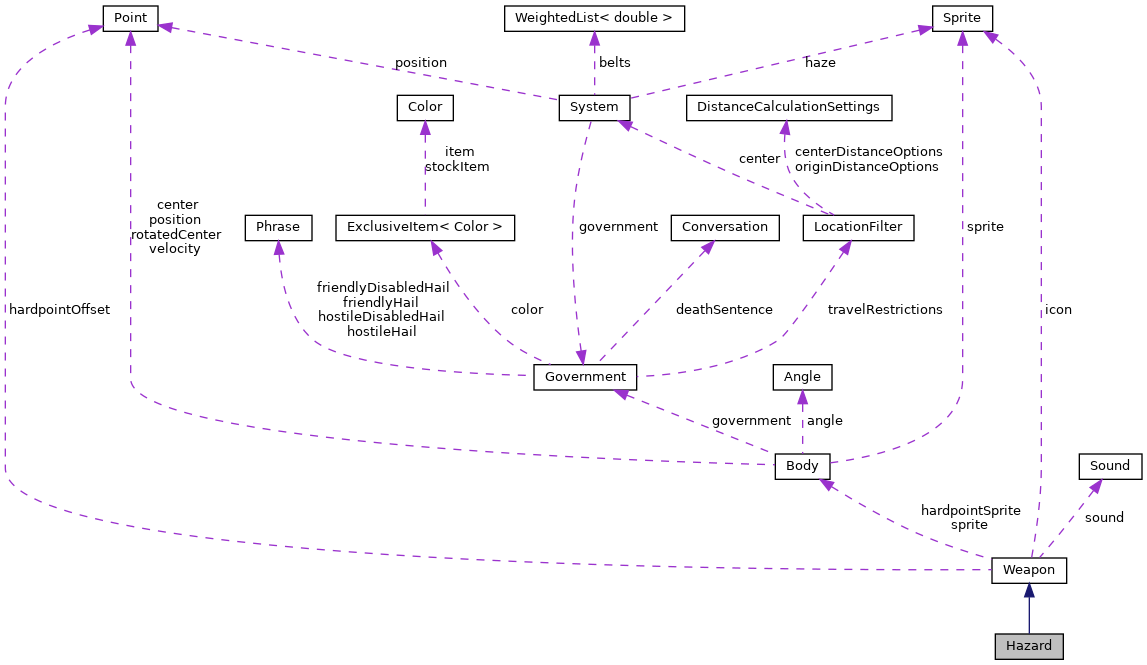 Point
WeightedList< double >
Sprite
position
belts
haze
Color
System
DistanceCalculationSettings
item
stockItem
center
centerDistanceOptions
originDistanceOptions
center
position
rotatedCenter
velocity
Phrase
ExclusiveItem< Color >
government
Conversation
LocationFilter
sprite
hardpointOffset
friendlyDisabledHail
friendlyHail
hostileDisabledHail
hostileHail
color
deathSentence
travelRestrictions
icon
Government
Angle
government
angle
Body
Sound
hardpointSprite
sprite
sound
Weapon
Hazard